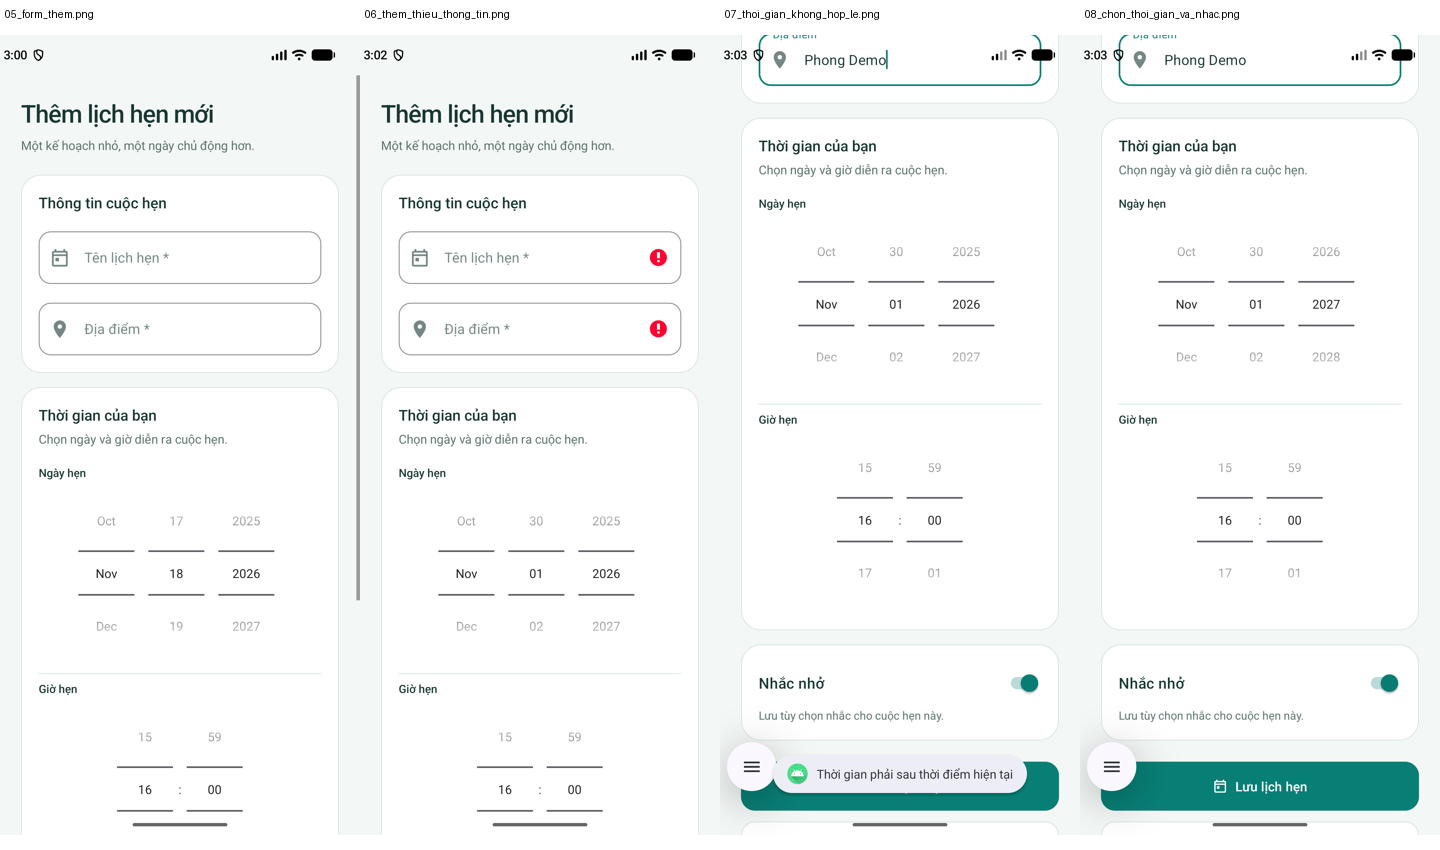 05_form_them.png
3:00
Thêm lịch hẹn mới
Một kế hoạch nhỏ, một ngày chủ động hơn.
Thông tin cuộc hẹn
Tên lịch hẹn *
Địa điểm *
Thời gian của bạn
Chọn ngày và giờ diễn ra cuộc hẹn.
Ngày hẹn
Oct 17 2025
Nov 18 2026
Dec 19 2027
Giờ hẹn
15 59
16 : 00
06_them_thieu_thong_tin.png
3:02
Thêm lịch hẹn mới
Một kế hoạch nhỏ, một ngày chủ động hơn.
Thông tin cuộc hẹn
Tên lịch hẹn *
Địa điểm *
Thời gian của bạn
Chọn ngày và giờ diễn ra cuộc hẹn.
Ngày hẹn
Oct 30 2025
Nov 01 2026
Dec 02 2027
Giờ hẹn
15 59
16 : 00
07_thoi_gian_khong_hop_le.png
Địa điểm
3:03
Phong Demo
Thời gian của bạn
Chọn ngày và giờ diễn ra cuộc hẹn.
Ngày hẹn
Oct 30 2025
Nov 01 2026
Dec 02 2027
Giờ hẹn
15 59
16 : 00
17 01
Nhắc nhở
Lưu tùy chọn nhắc cho cuộc hẹn này.
Thời gian phải sau thời điểm hiện tại
08_chon_thoi_gian_va_nhac.png
Địa điểm
3:03
Phong Demo
Thời gian của bạn
Chọn ngày và giờ diễn ra cuộc hẹn.
Ngày hẹn
Oct 30 2026
Nov 01 2027
Dec 02 2028
Giờ hẹn
15 59
16 : 00
17 01
Nhắc nhở
Lưu tùy chọn nhắc cho cuộc hẹn này.
Lưu lịch hẹn